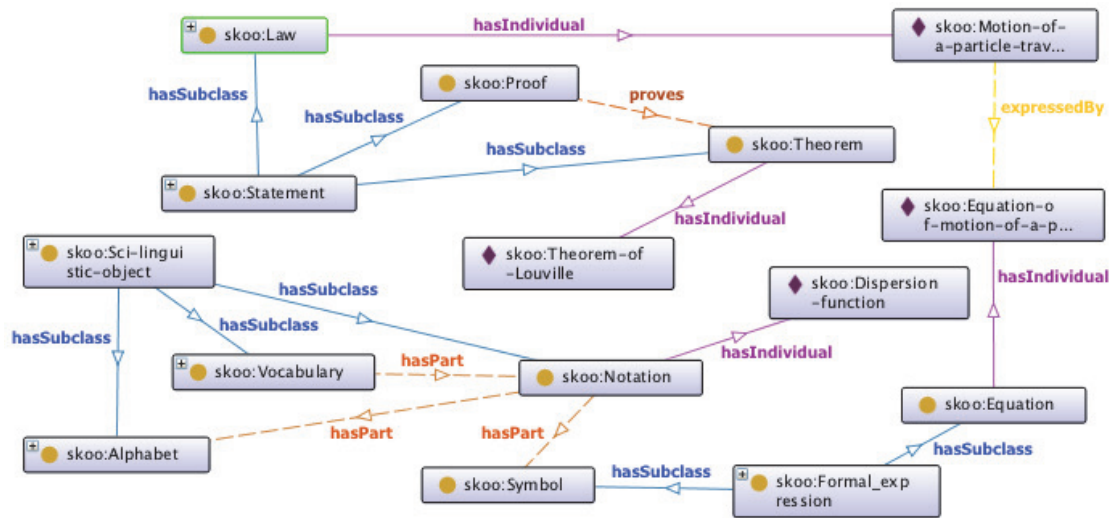 skoo:Law
hasIndividual
skoo:Motion-of-
a-particle-trav...
hasSubclass
skoo:Proof
proves
hasSubclass
expressedBy
hasSubclass
skoo:Theorem
skoo:Statement
hasIndividual
skoo:Equation-o
f-motion-of-a-p...
skoo:Sci-lingui
stic-object
skoo:Theorem-of
-Louville
hasSubclass
skoo:Dispersion
-function
hasIndividual
hasSubclass
hasSubclass
hasIndividual
skoo:Vocabulary
hasPart
skoo:Notation
skoo:Equation
hasPart
hasPart
hasSubclass
skoo:Alphabet
skoo:Symbol
hasSubclass
skoo:Formal_exp
ression